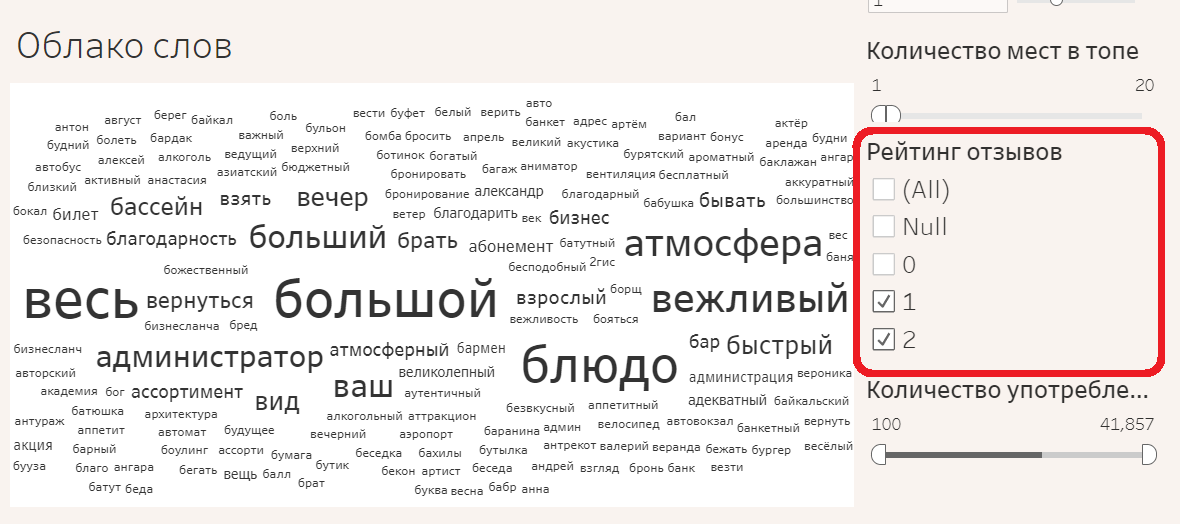 1
Облако слов
Количество мест в топе
1 20
Рейтинг отзывов
(All)
Null
0
1
2
Количество употребле...
100 41,857
авто
берег байкал боль вести буфет белый верить
антон август бульон банкет адрес артём бал актёр
будний болеть бардак важный верхний бомба бросить апрель великий акустика вариант бонус будни
автобус алексей алкоголь ведущий ботинок богатый бурятский ароматный аренда ангар
близкий активный анастасия азиатский бюджетный бронировать багаж аниматор вентиляция бесплатный баклажан
бассейн взять вечер бронирование александр благодарный бабушка бывать аккуратный большинство
бокал билет ветер благодарить век бизнес
безопасность благодарность больший брать абонемент батутный атмосфера вес
божественный бесподобный 2гис баня
весь вернуться большой взрослый борщ вежливый
бизнесланча бред вежливость бояться
бизнесланч администратор атмосферный бармен блюдо бар быстрый
авторский великолепный администрация вероника
академия бог ассортимент вид ваш аутентичный адекватный байкальский
антураж батюшка архитектура алкогольный аттракцион безвкусный аппетитный автовокзал вернуть
аппетит автомат будущее вечерний аэропорт баранина админ велосипед банкетный
акция барный боулинг ассорти бумага беседка бахилы бутылка антрекот валерий веранда бежать бургер весёлый
бууза благо ангара бегать вещь балл бутик бекон артист беседа андрей взгляд бронь банк везти
батут беда брат буква весна бабр анна